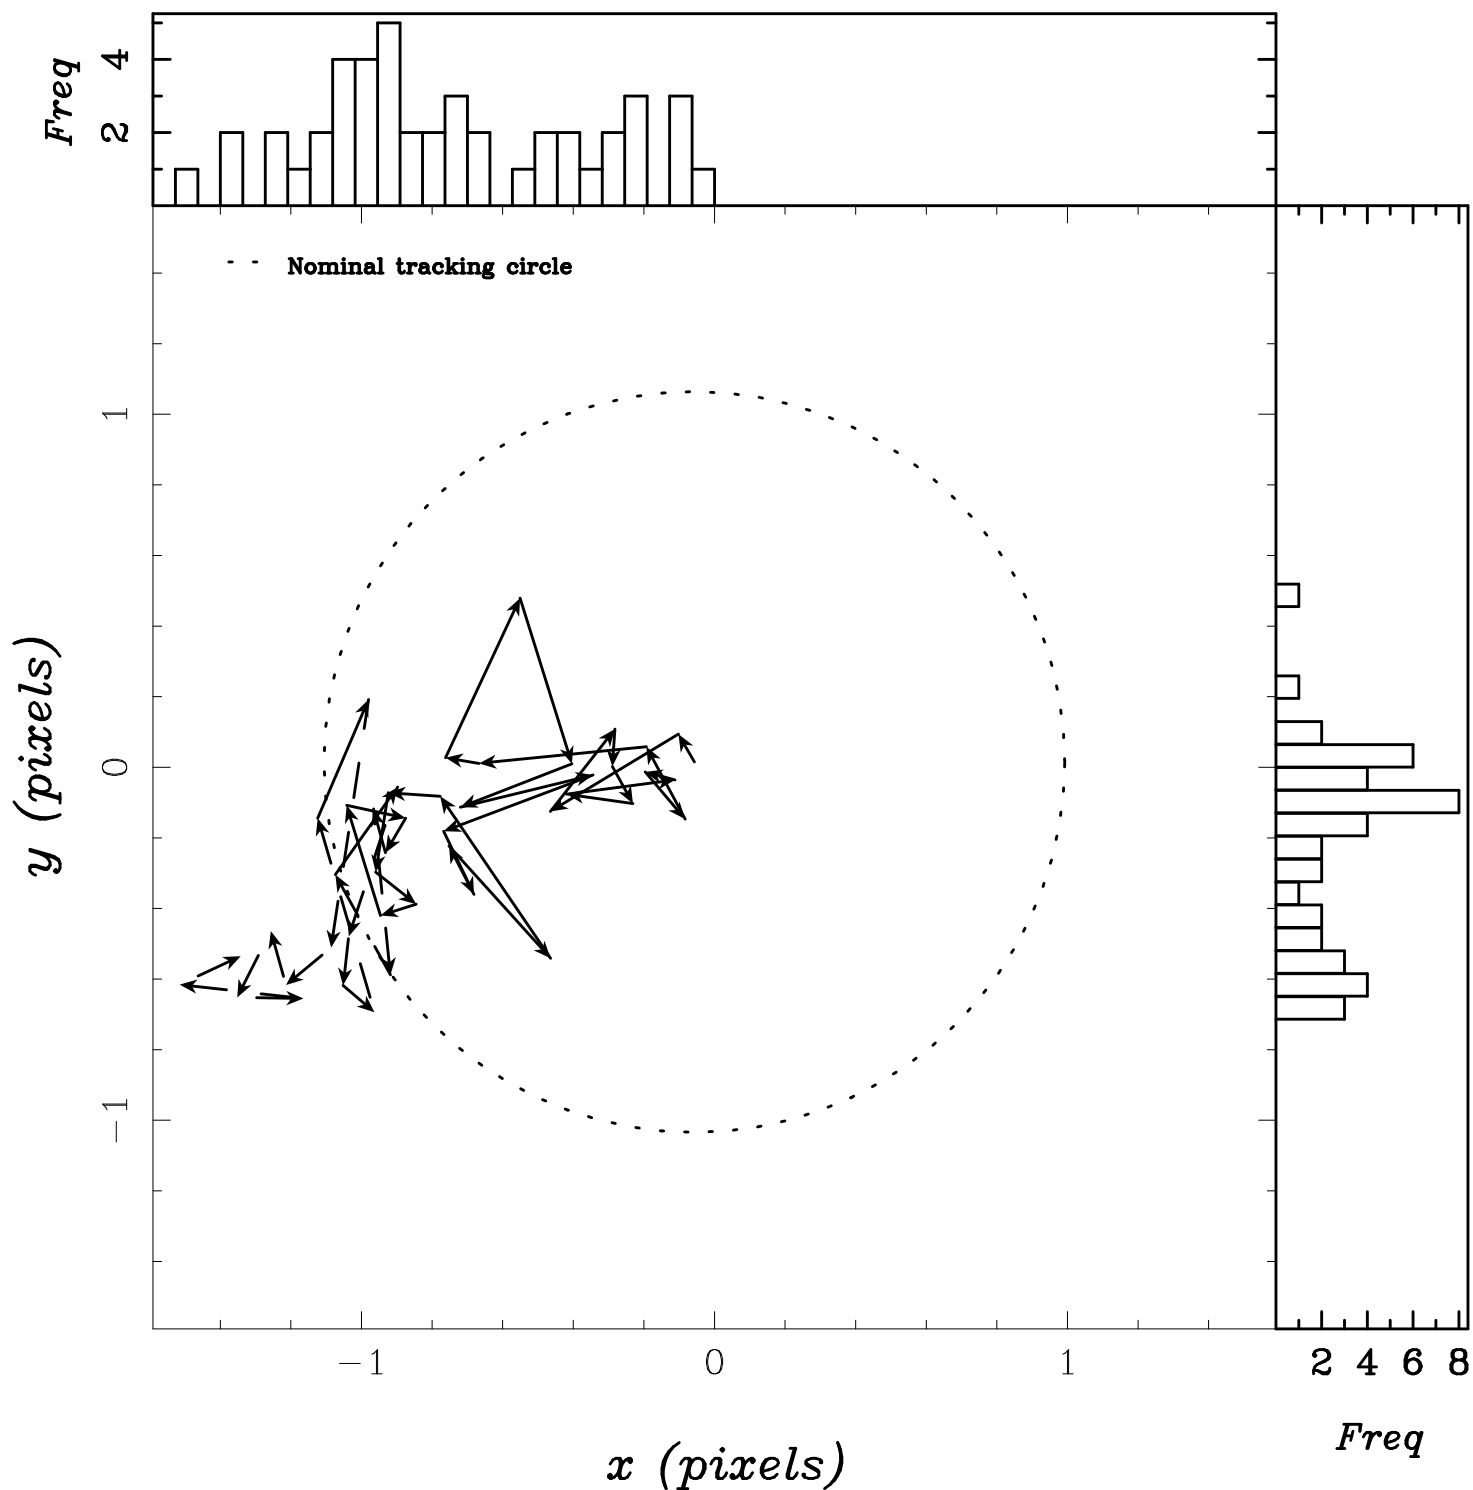 Freq
4
2
Nominal tracking circle
y (pixels)
1
0
−1
−1 0 1
x (pixels)
2 4 6 8
Freq